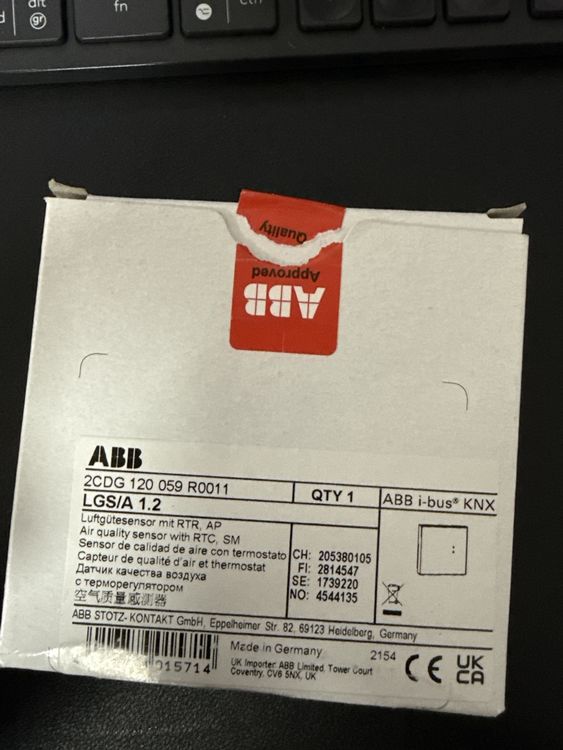 alt
gr
fn
Ctrl
Quality
Approved
ABB
ABB
2CDG 120 059 R0011
QTY 1
ABB i-bus® KNX
LGS/A 1.2
Luftgütesensor mit RTR, AP
Air quality sensor with RTC, SM
Sensor de calidad de aire con termostato
Capteur de qualité d'air et thermostat
Датчик качества воздуха
с терморегулятором
空气质量感测器
CH: 205380105
FI: 2814547
SE: 1739220
NO: 4544135
ABB STOTZ- KONTAKT GmbH, Eppelheimer Str. 82, 69123 Heidelberg, Germany
015714
Made in Germany
2154
UK Importer: ABB Limited, Tower Court
Coventry, CV6 5NX, UK
CE
UK
CA